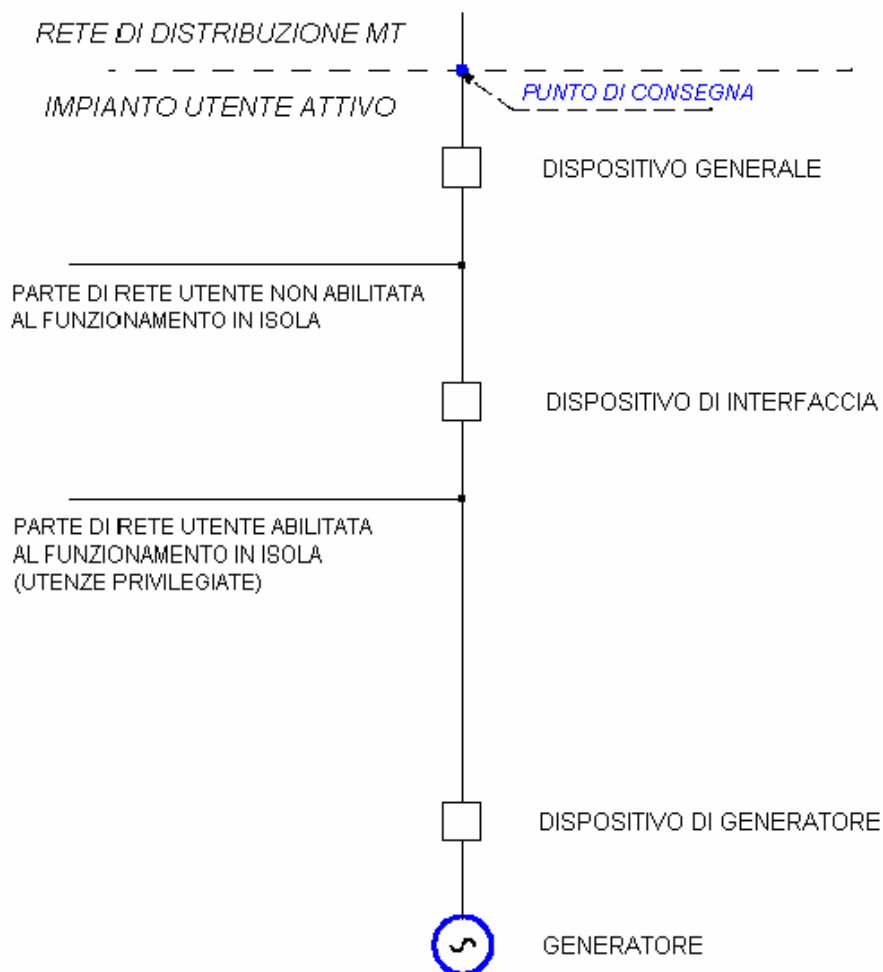 RETE DI DISTRIBUZIONE MT
IMPIANTO UTENTE ATTIVO
PUNTO DI CONSEGNA
DISPOSITIVO GENERALE
PARTE DI RETE UTENTE NON ABILITATA
AL FUNZIONAMENTO IN ISOLA
DISPOSITIVO DI INTERFACCIA
PARTE DI RETE UTENTE ABILITATA
AL FUNZIONAMENTO IN ISOLA
(UTENZE PRIVILEGIATE)
DISPOSITIVO DI GENERATORE
GENERATORE